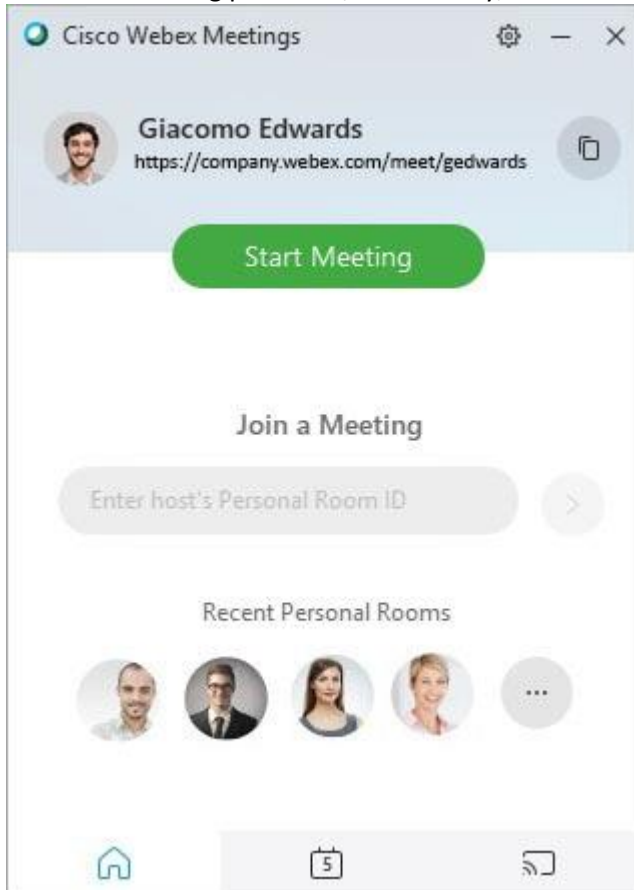 Cisco Webex Meetings
Giacomo Edwards
https://company.webex.com/meet/gedwards
Start Meeting
Join a Meeting
Enter host's Personal Room ID
Recent Personal Rooms
5